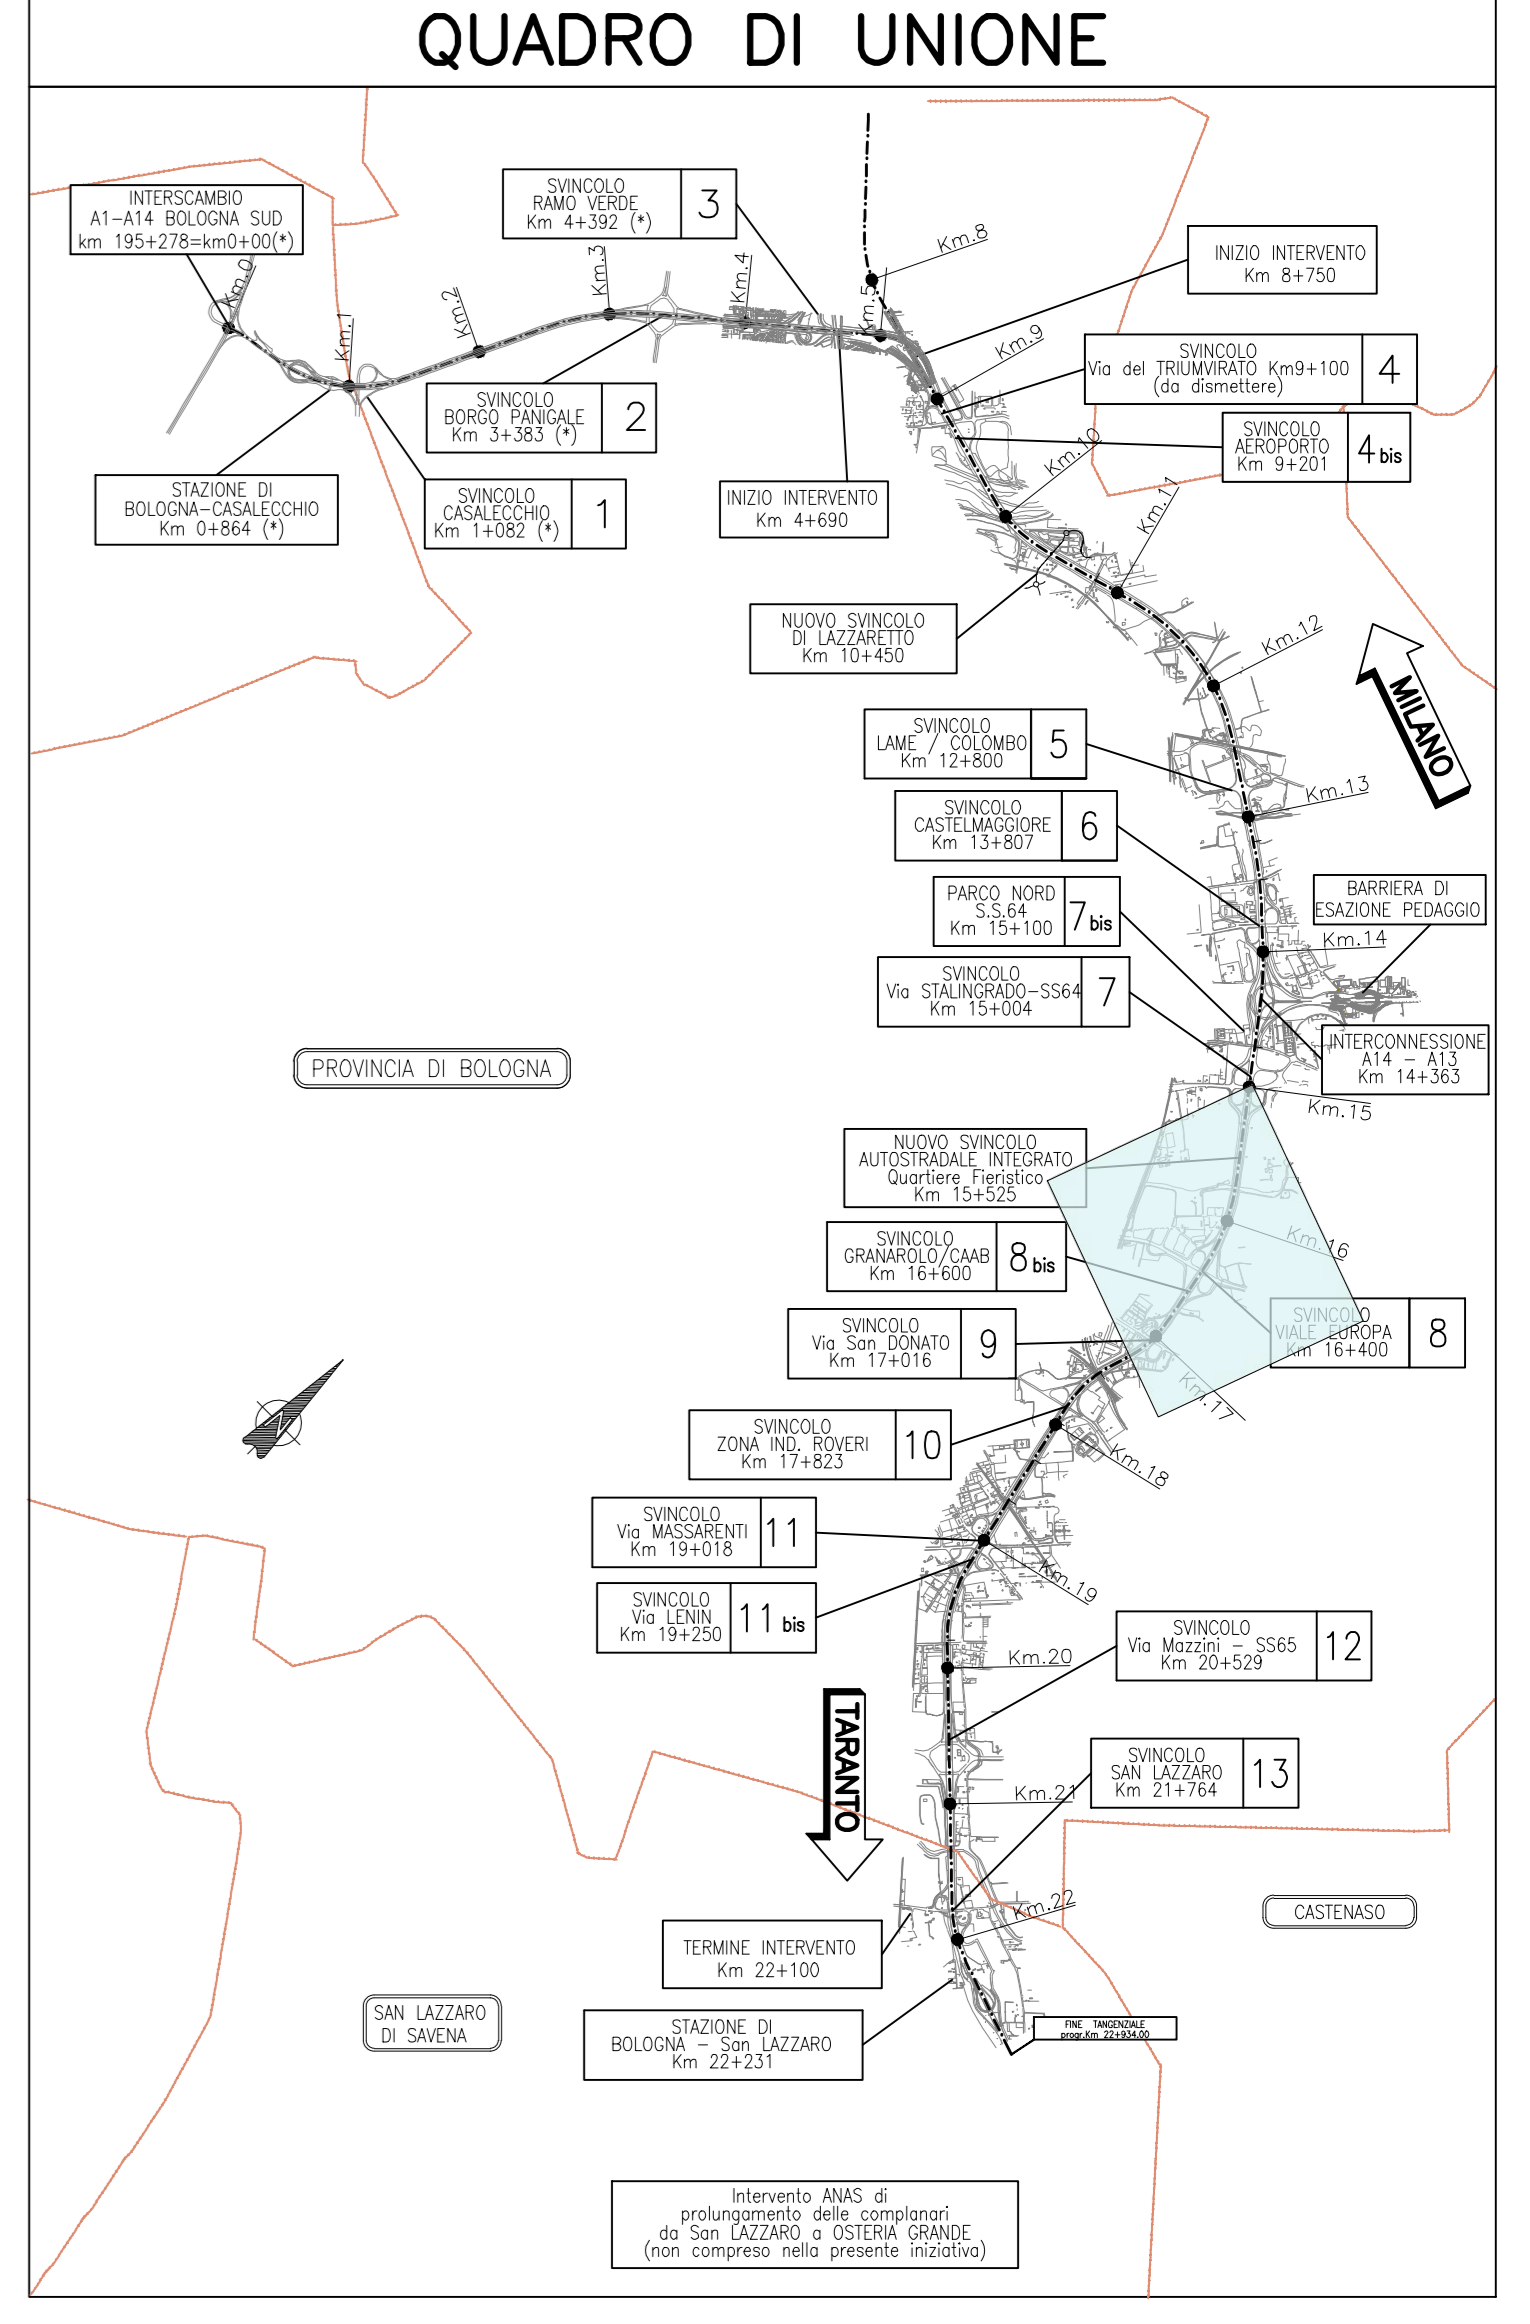 QUADRO DI UNIONE
INTERSCAMBIO
A1-A14 BOLOGNA SUD
km 195+278=km0+00(*)
SVINCOLO
RAMO VERDE
Km 4+392 (*)
3
INIZIO INTERVENTO
Km 8+750
Km.0
Km.1
Km.2
Km.3
Km.4
Km.5
Km.8
Km.9
SVINCOLO
Via del TRIUMVIRATO Km9+100
(da dismettere)
4
SVINCOLO
BORGO PANIGALE
Km 3+383 (*)
2
SVINCOLO
AEROPORTO
Km 9+201
4 bis
STAZIONE DI
BOLOGNA-CASALECCHIO
Km 0+864 (*)
SVINCOLO
CASALECCHIO
Km 1+082 (*)
1
INIZIO INTERVENTO
Km 4+690
Km.10
Km.11
NUOVO SVINCOLO
DI LAZZARETTO
Km 10+450
Km.12
MILANO
SVINCOLO
LAME / COLOMBO
Km 12+800
5
Km.13
SVINCOLO
CASTELMAGGIORE
Km 13+807
6
PARCO NORD
S.S.64
Km 15+100
7 bis
BARRIERA DI
ESAZIONE PEDAGGIO
Km.14
SVINCOLO
Via STALINGRADO-SS64
Km 15+004
7
INTERCONNESSIONE
A14 - A13
Km 14+363
PROVINCIA DI BOLOGNA
Km.15
NUOVO SVINCOLO
AUTOSTRADALE INTEGRATO
Quartiere Fieristico
Km 15+525
Km.16
SVINCOLO
GRANAROLO/CAAB
Km 16+600
8 bis
SVINCOLO
VIALE EUROPA
Km 16+400
8
SVINCOLO
Via San DONATO
Km 17+016
9
Km.17
SVINCOLO
ZONA IND. ROVERI
Km 17+823
10
Km.18
SVINCOLO
Via MASSARENTI
Km 19+018
11
Km.19
SVINCOLO
Via LENIN
Km 19+250
11 bis
SVINCOLO
Via Mazzini - SS65
Km 20+529
12
Km.20
TARANTO
SVINCOLO
SAN LAZZARO
Km 21+764
13
Km.21
Km.22
CASTENASO
TERMINE INTERVENTO
Km 22+100
SAN LAZZARO
DI SAVENA
STAZIONE DI
BOLOGNA - San LAZZARO
Km 22+231
FINE TANGENZIALE
progr.Km 22+934.00
Intervento ANAS di
prolungamento delle complanari
da San LAZZARO a OSTERIA GRANDE
(non compreso nella presente iniziativa)